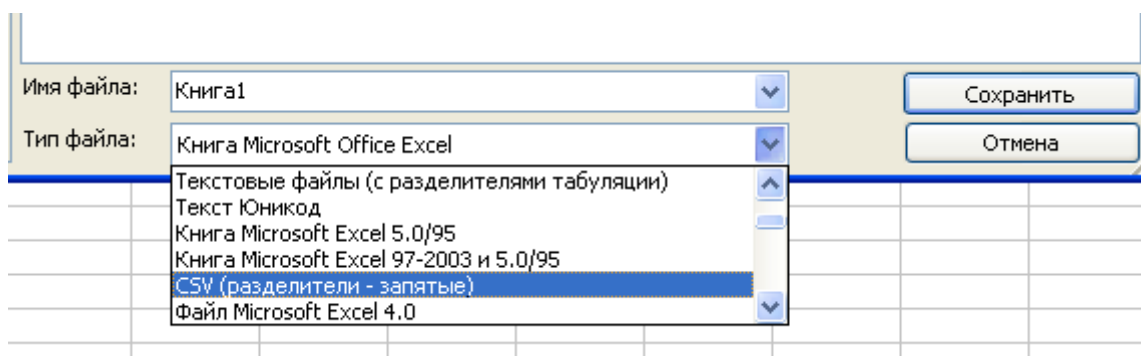 Имя файла:
Книга1
Сохранить
Тип файла:
Книга Microsoft Office Excel
Отмена
Текстовые файлы (с разделителями табуляции)
Текст Юникод
Книга Microsoft Excel 5.0/95
Книга Microsoft Excel 97-2003 и 5.0/95
CSV (разделители - запятые)
Файл Microsoft Excel 4.0